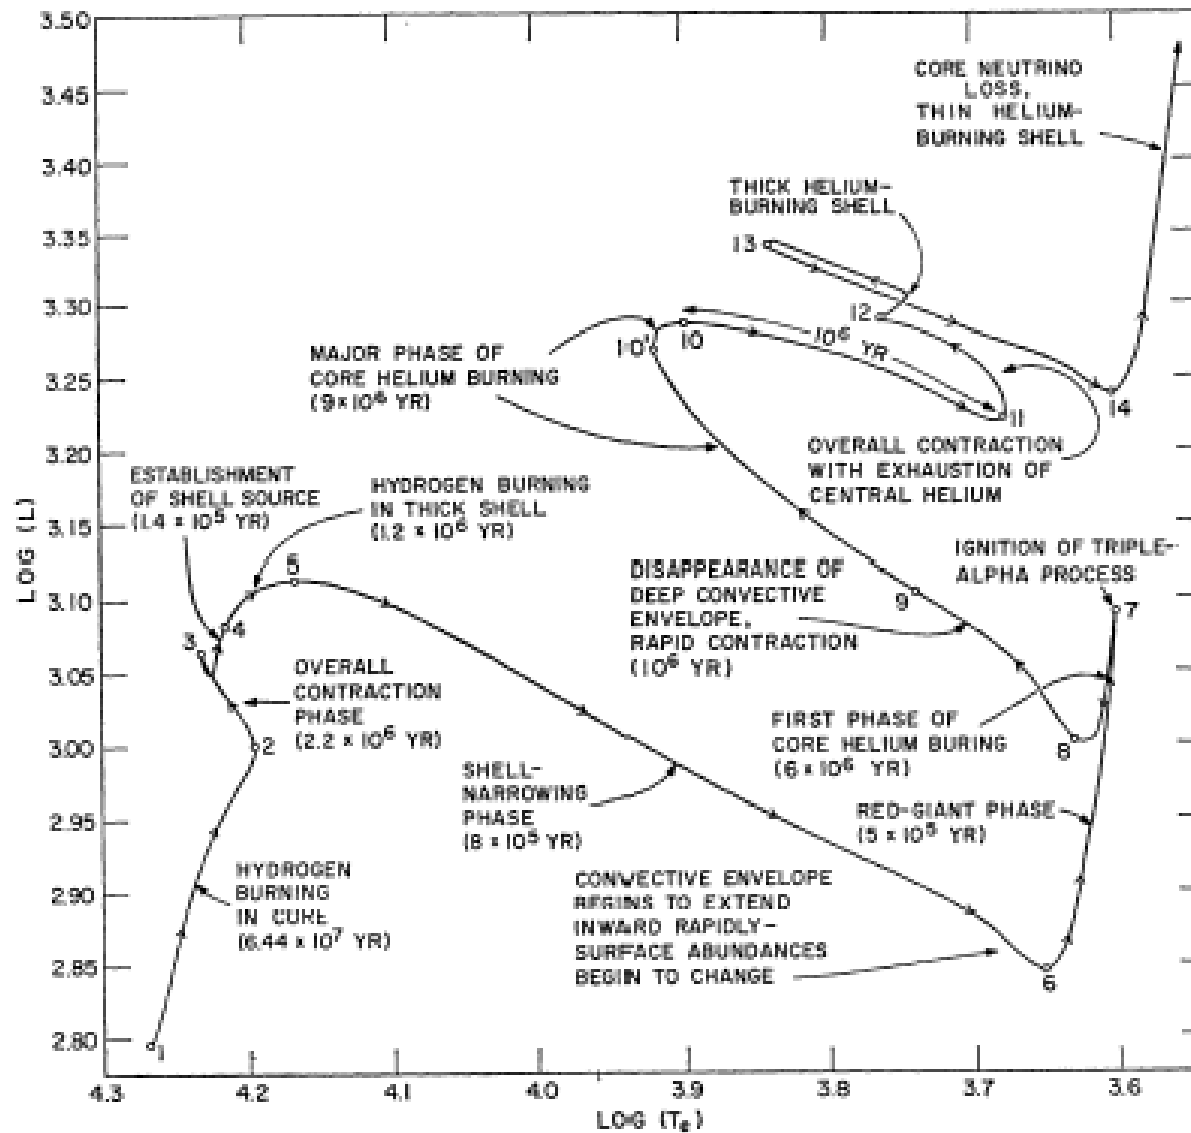 3.50
3.45
3.40
3.35
3.30
3.25
3.20
3.15
3.10
3.05
3.00
2.95
2.90
2.85
2.80
LOG (L)
CORE NEUTRINO
LOSS,
THIN HELIUM-
BURNING SHELL
THICK HELIUM-
BURNING SHELL
13
12
10
10'
10⁶ YR
11
14
MAJOR PHASE OF
CORE HELIUM BURNING
(9×10⁶ YR)
OVERALL CONTRACTION
WITH EXHAUSTION OF
CENTRAL HELIUM
ESTABLISHMENT
OF SHELL SOURCE
(1.4 × 10⁵ YR)
HYDROGEN BURNING
IN THICK SHELL
(1.2 × 10⁶ YR)
5
4
3
IGNITION OF TRIPLE-
ALPHA PROCESS
7
DISAPPEARANCE OF
DEEP CONVECTIVE
ENVELOPE,
RAPID CONTRACTION
(10⁶ YR)
9
OVERALL
CONTRACTION
PHASE
(2.2 × 10⁶ YR)
2
FIRST PHASE OF
CORE HELIUM BURING
(6 × 10⁶ YR)
8
SHELL-
NARROWING
PHASE
(8 × 10⁵ YR)
RED-GIANT PHASE
(5 × 10⁵ YR)
HYDROGEN
BURNING
IN CORE
(6.44 × 10⁷ YR)
CONVECTIVE ENVELOPE
BEGINS TO EXTEND
INWARD RAPIDLY-
SURFACE ABUNDANCES
BEGIN TO CHANGE
6
1
4.3
4.2
4.1
4.0
3.9
3.8
3.7
3.6
LOG (Tₑ)